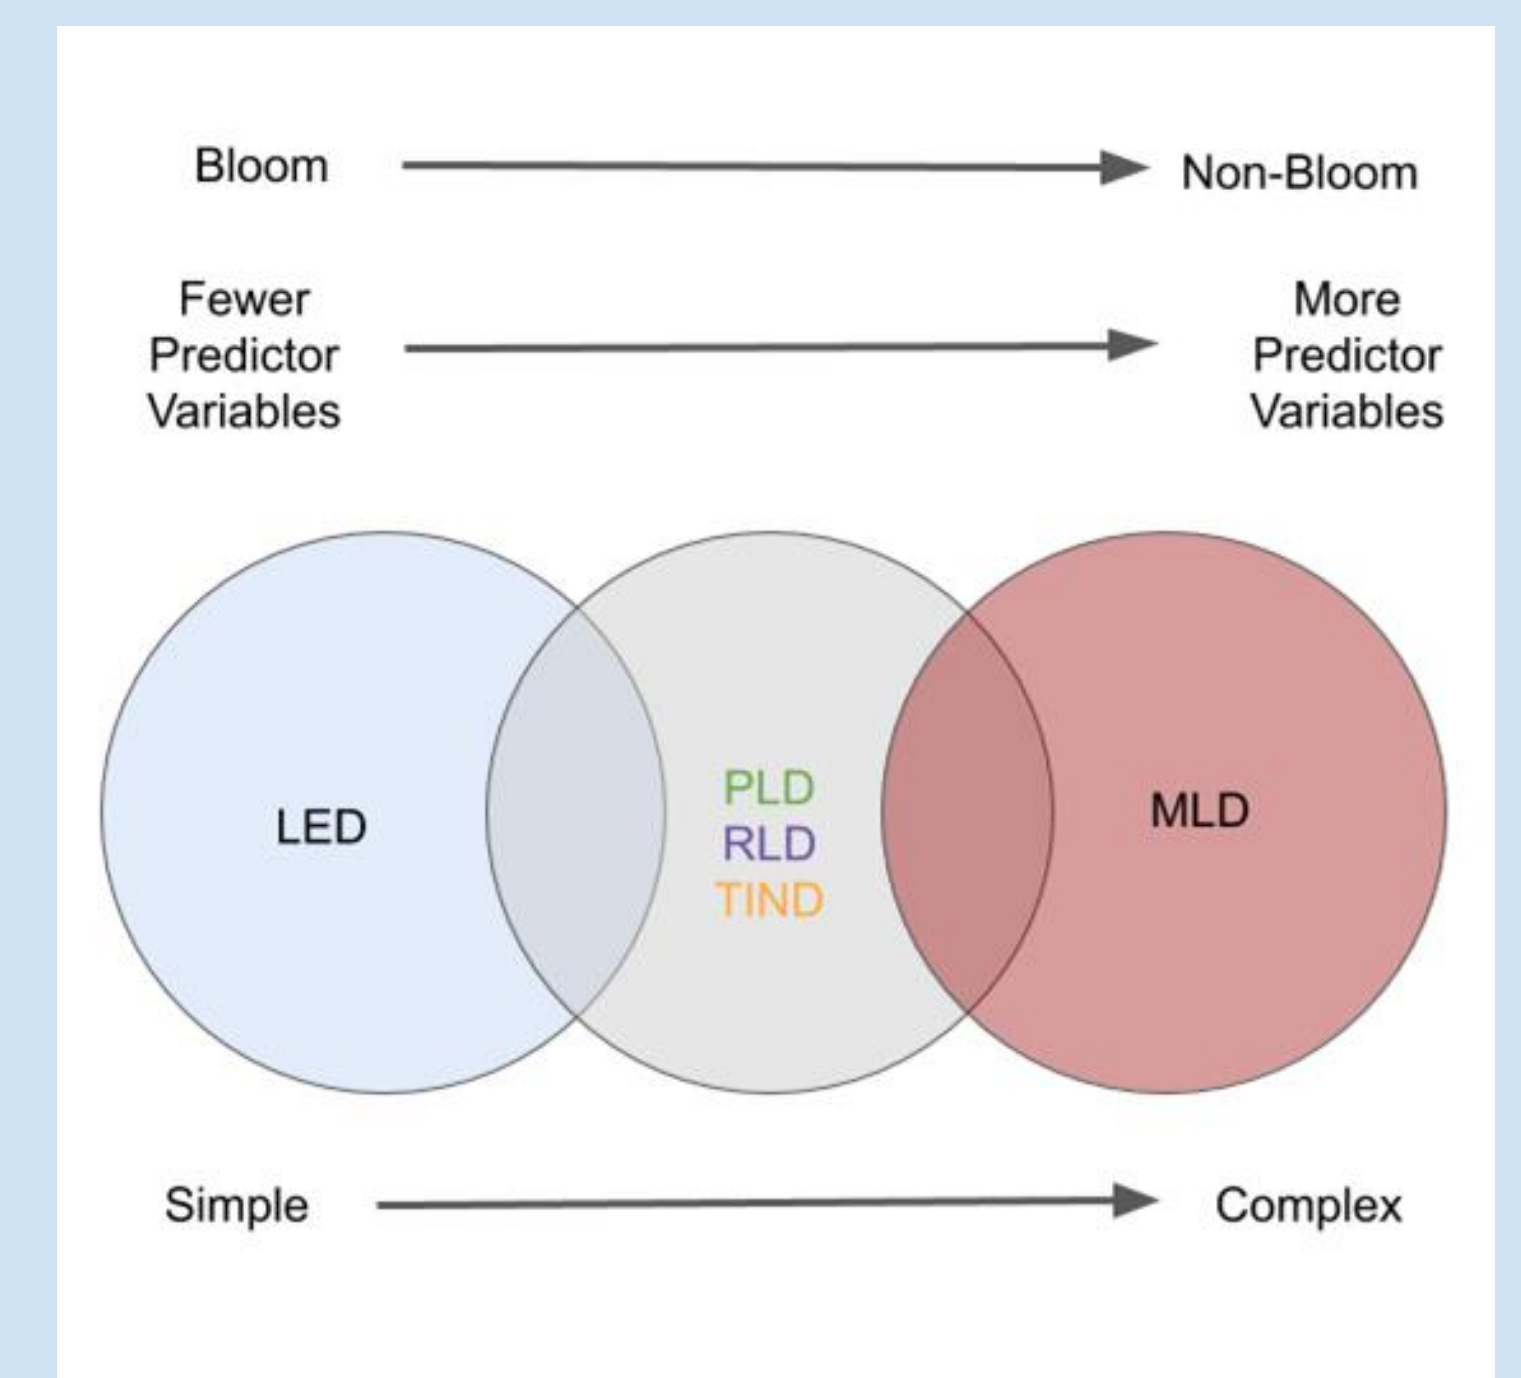 Bloom
Non-Bloom
Fewer
Predictor
Variables
More
Predictor
Variables
LED
PLD
RLD
TIND
MLD
Simple
Complex